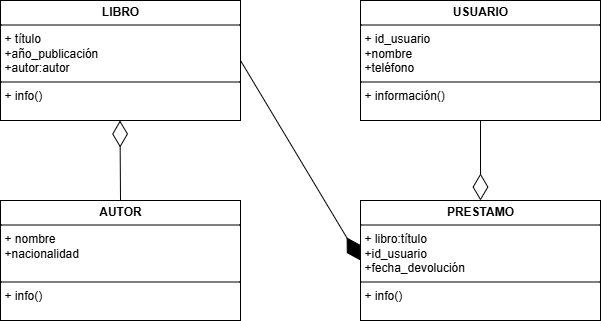 LIBRO
+ título
+año_publicación
+autor:autor
+ info()
USUARIO
+ id_usuario
+nombre
+teléfono
+ información()
AUTOR
+ nombre
+nacionalidad
+ info()
PRESTAMO
+ libro:título
+id_usuario
+fecha_devolución
+ info()